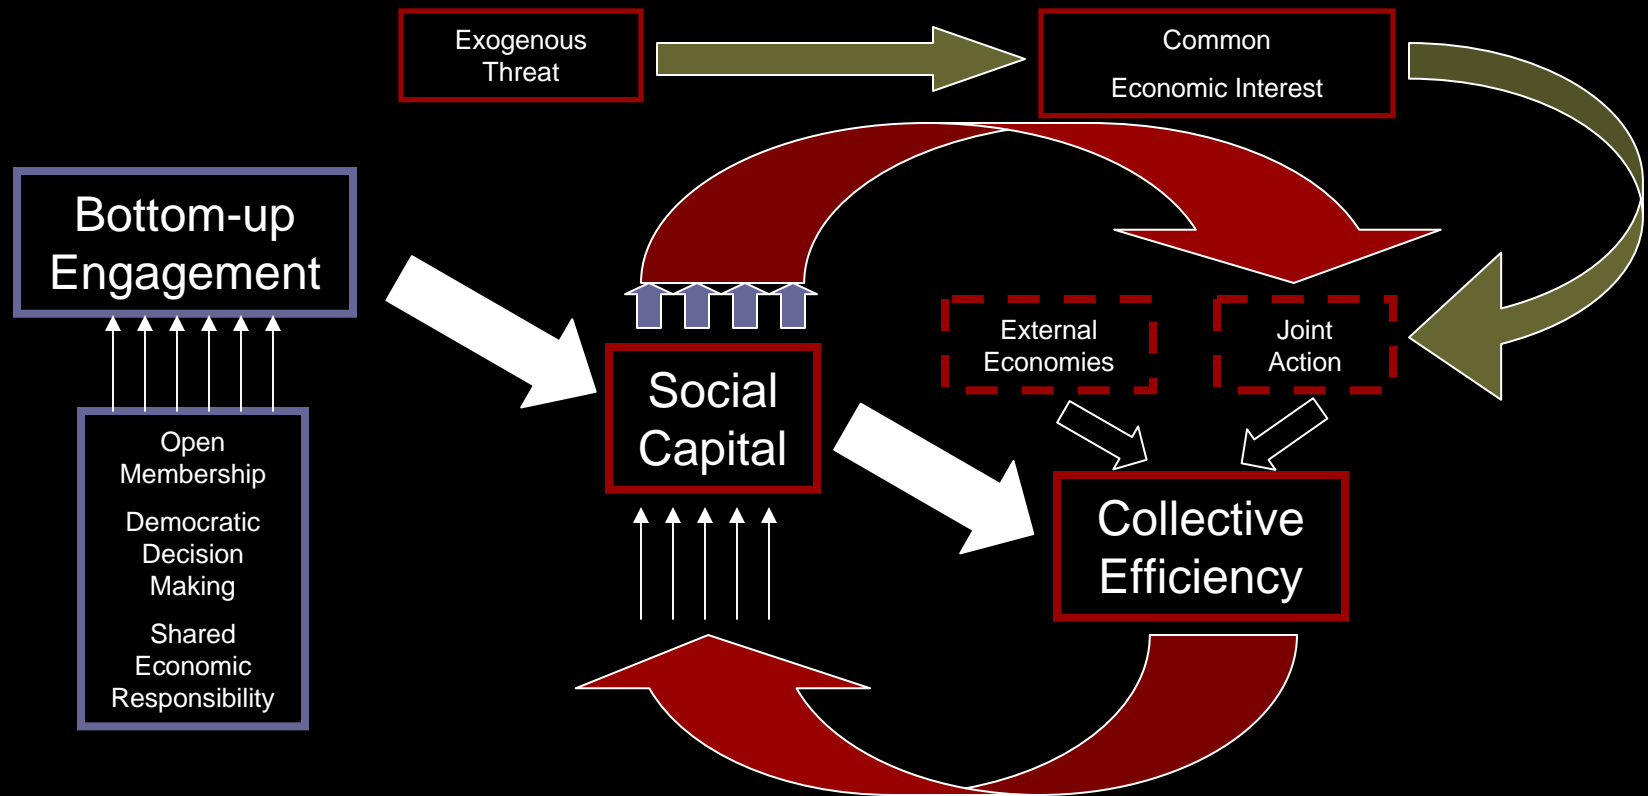 Exogenous
Threat
Common
Economic Interest
Bottom-up
Engagement
Open
Membership
Democratic
Decision
Making
Shared
Economic
Responsibility
Social
Capital
External
Economies
Joint
Action
Collective
Efficiency